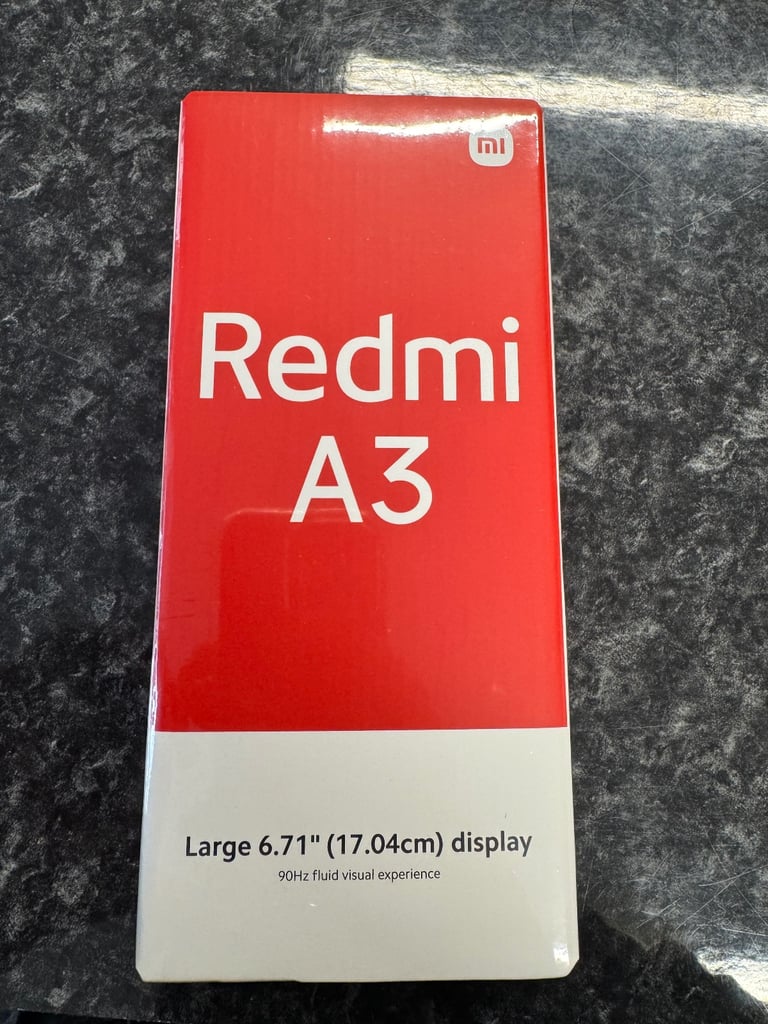 mi
Redmi
A3
Large 6.71" (17.04cm) display
90Hz fluid visual experience